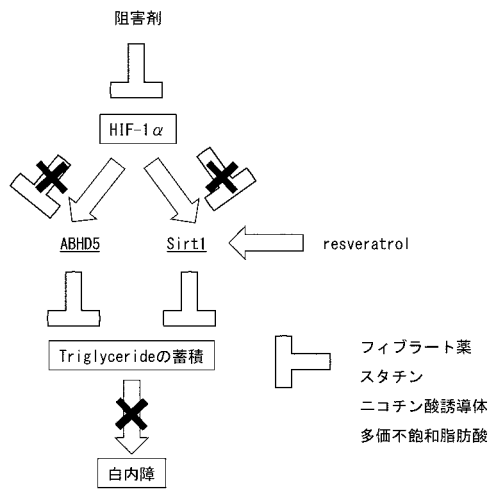 阻害剤
HIF-1α
ABHD5
Sirt1
resveratrol
Triglycerideの蓄積
フィブラート薬
スタチン
ニコチン酸誘導体
多価不飽和脂肪酸
白内障